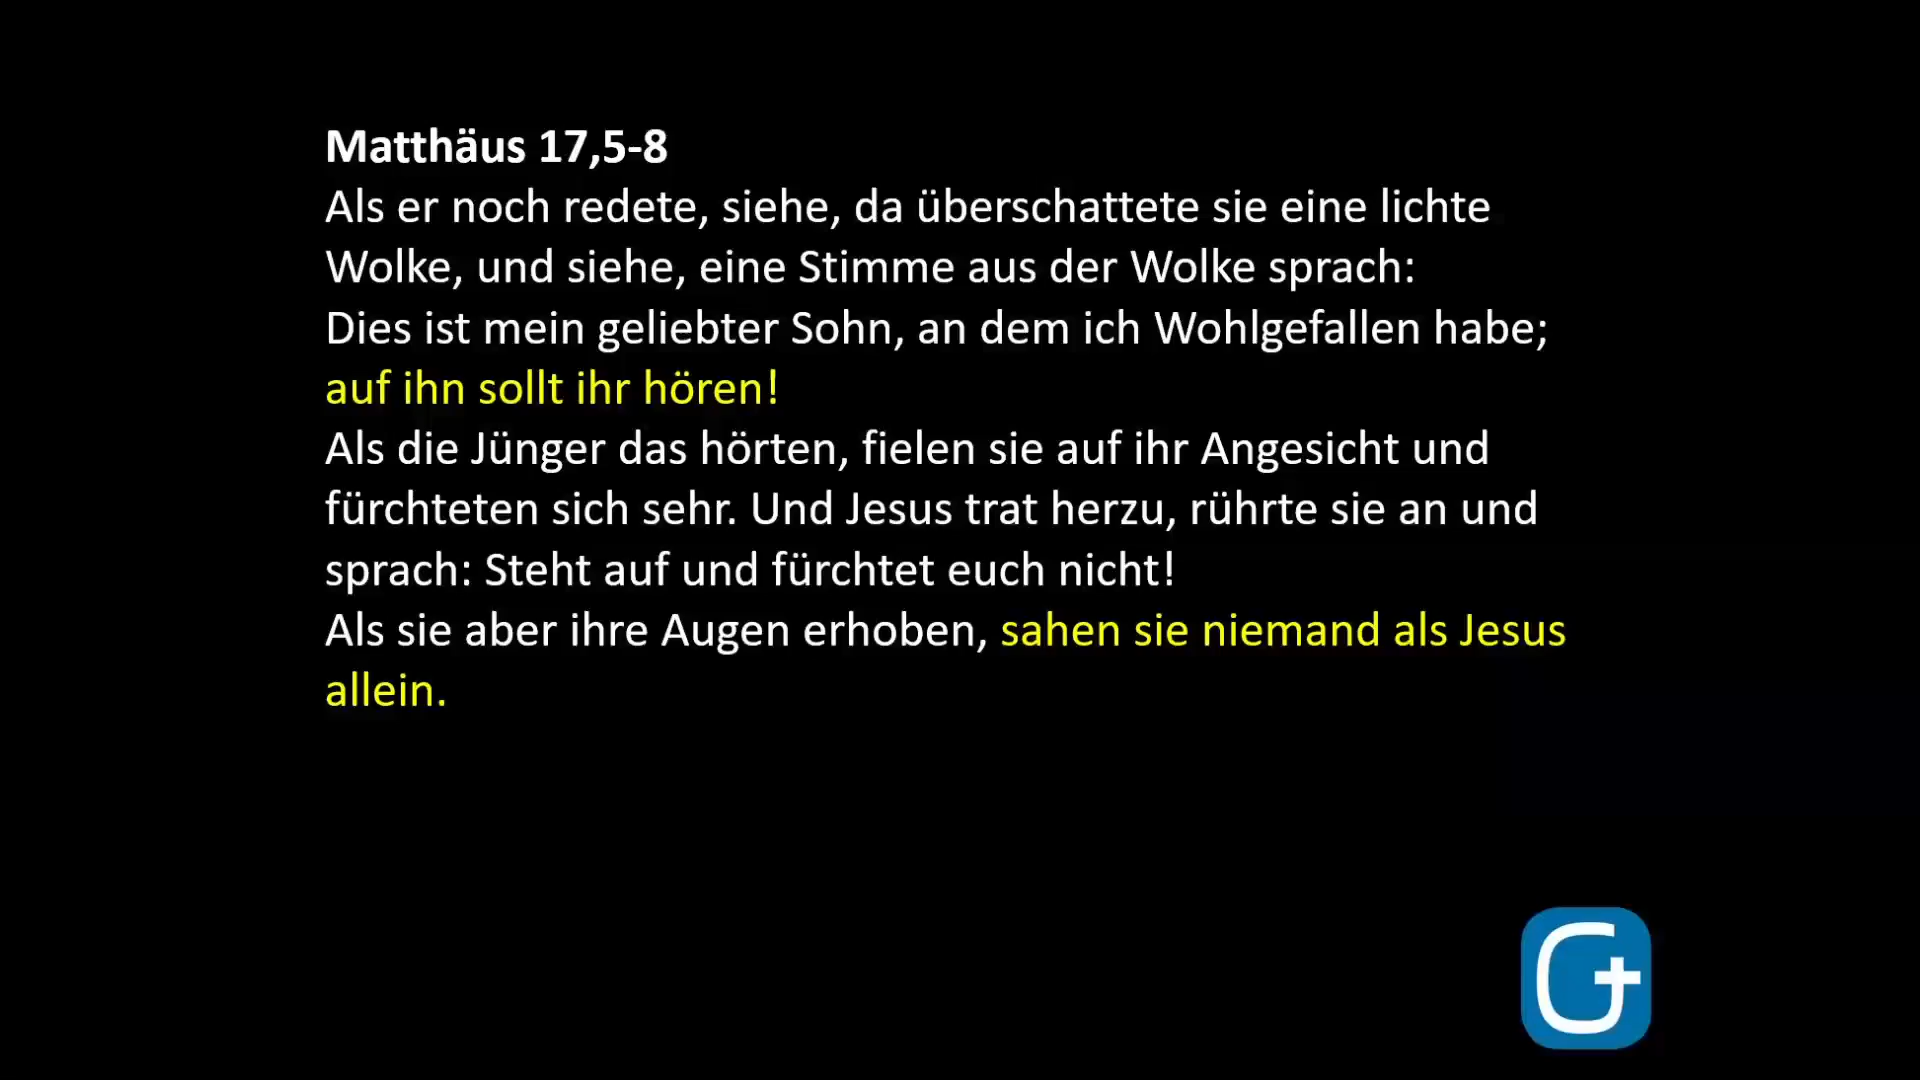 Matthäus 17,5-8
Als er noch redete, siehe, da überschattete sie eine lichte
Wolke, und siehe, eine Stimme aus der Wolke sprach:
Dies ist mein geliebter Sohn, an dem ich Wohlgefallen habe;
auf ihn sollt ihr hören!
Als die Jünger das hörten, fielen sie auf ihr Angesicht und
fürchteten sich sehr. Und Jesus trat herzu, rührte sie an und
sprach: Steht auf und fürchtet euch nicht!
Als sie aber ihre Augen erhoben, sahen sie niemand als Jesus
allein.